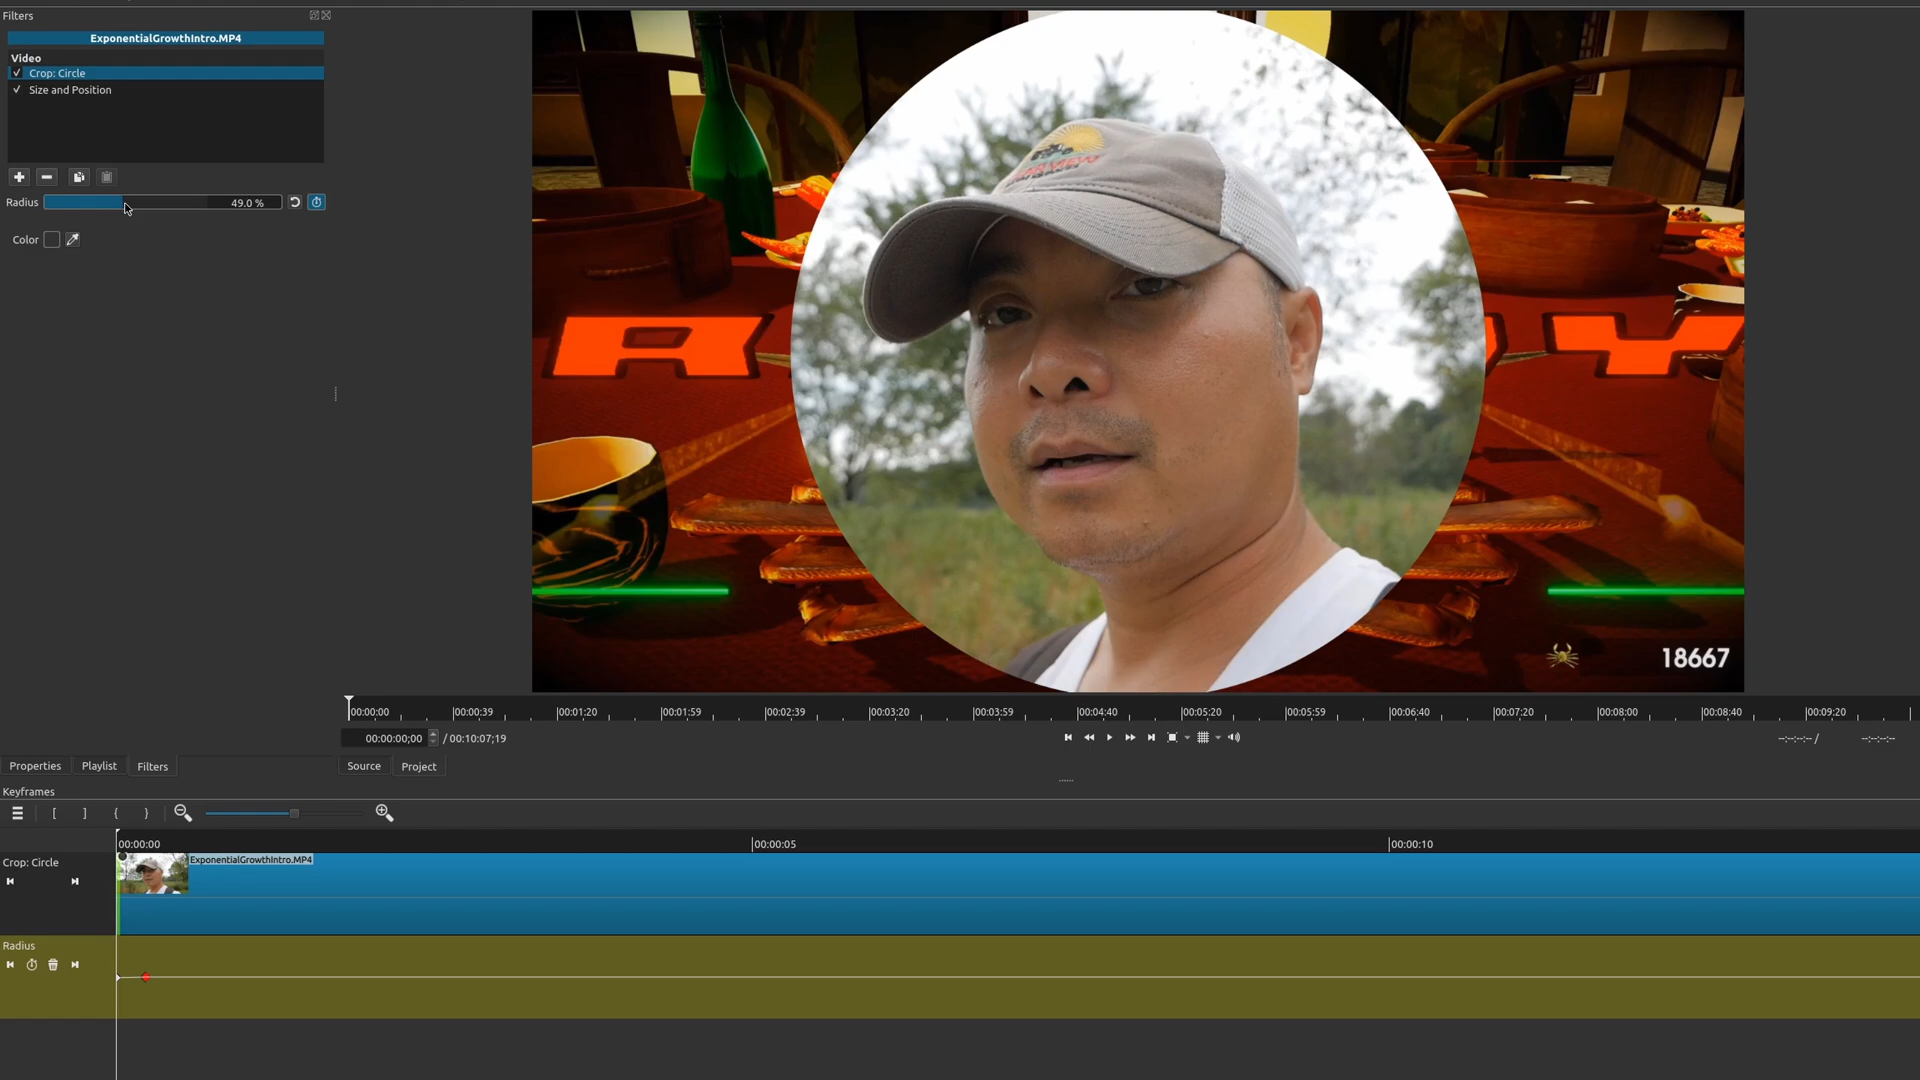 Filters
ExponentialGrowthIntro.MP4
Video
Crop: Circle
Size and Position
Radius 49.0 %
Color
R
Y
18667
00:00:00 00:00:39 00:01:20 00:01:59 00:02:39 00:03:20 00:03:59 00:04:40 00:05:20 00:05:59 00:06:40 00:07:20 00:08:00 00:08:40 00:09:20
00:00:00;00 / 00:10:07;19 --:--:--:-- / --:--:--:--
Properties Playlist Filters Source Project
Keyframes
[ ] { }
00:00:00 00:00:05 00:00:10
Crop: Circle ExponentialGrowthIntro.MP4
Radius